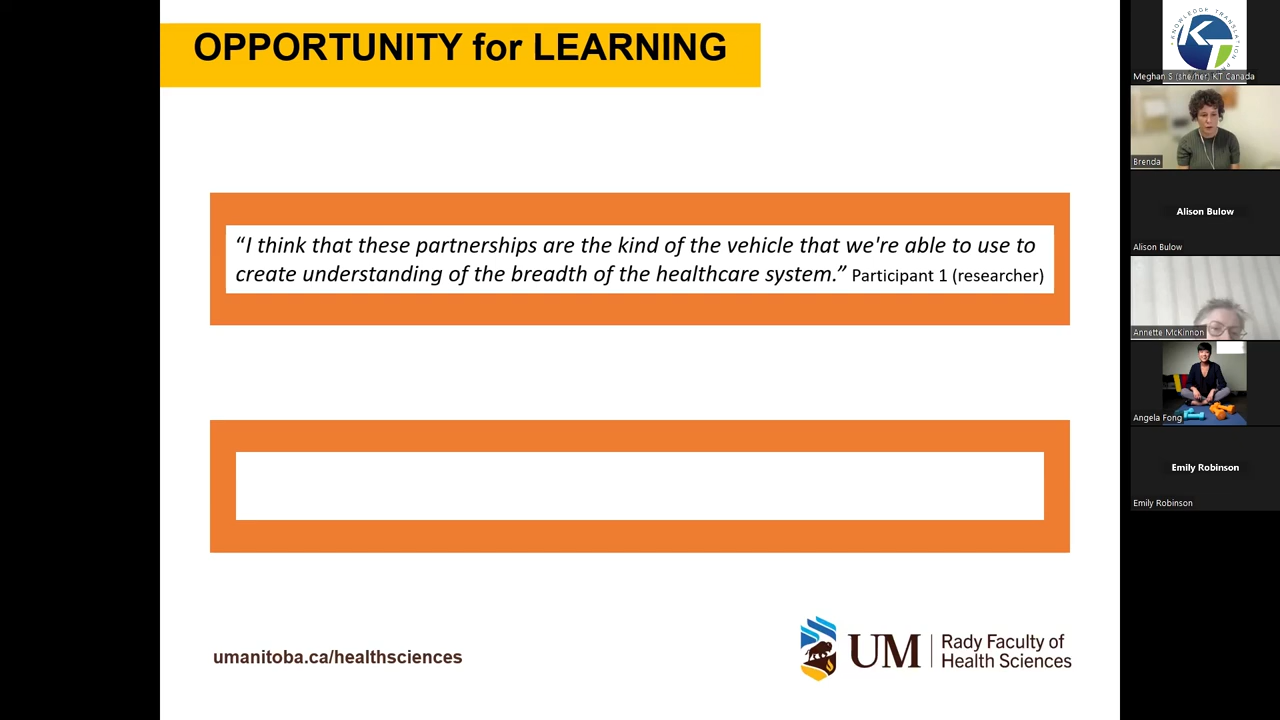 OPPORTUNITY for LEARNING
“I think that these partnerships are the kind of the vehicle that we're able to use to
create understanding of the breadth of the healthcare system.” Participant 1 (researcher)
umanitoba.ca/healthsciences
UM
Rady Faculty of
Health Sciences
KNOWLEDGE TRANSLATION
KT
Meghan S (she/her) KT Canada
Brenda
Alison Bulow
Alison Bulow
Annette McKinnon
Angela Fong
Emily Robinson
Emily Robinson